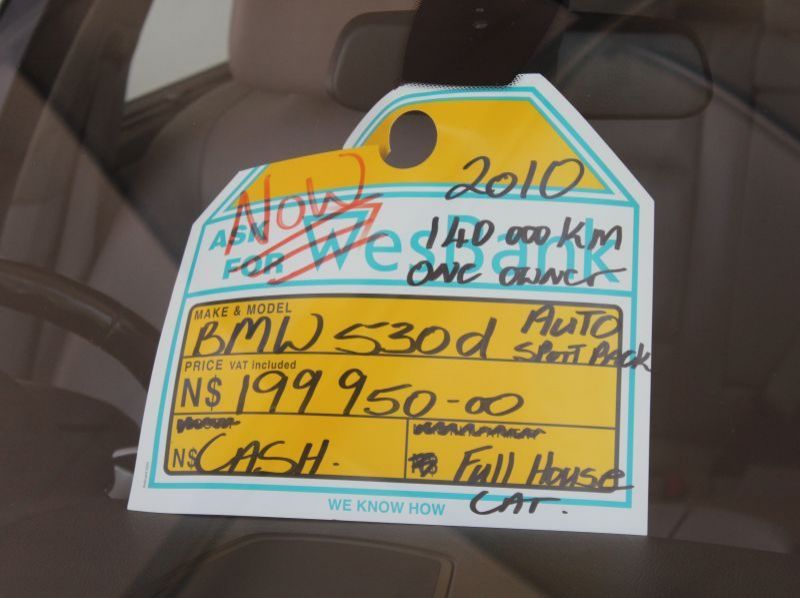 2010
NOW
ASK FOR WesBank
140 000 KM
ONE OWNER
MAKE & MODEL
BMW 530d AUTO
SPORT PACK
PRICE VAT included
N$ 199 950-00
N$ CASH.
Full House
CAT.
WE KNOW HOW